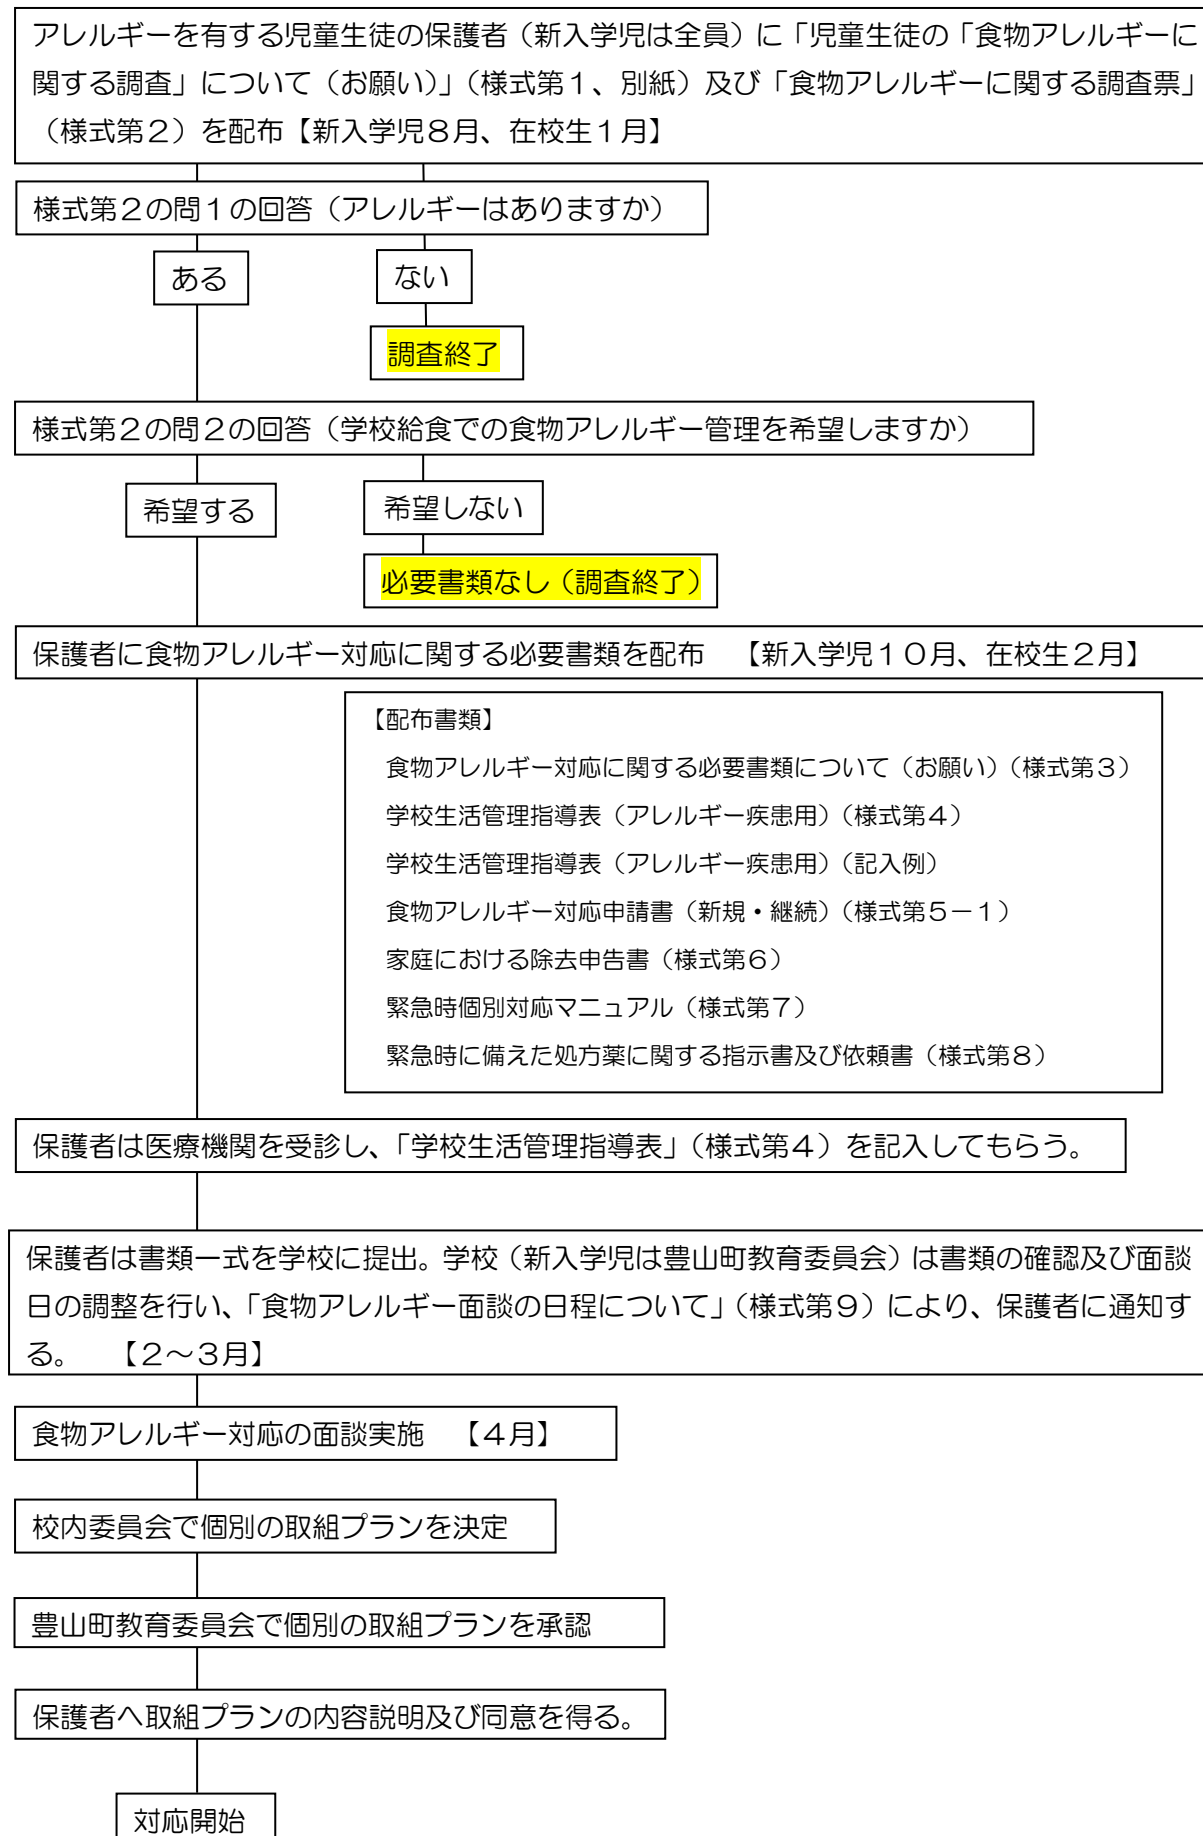 アレルギーを有する児童生徒の保護者（新入学児は全員）に「児童生徒の「食物アレルギーに
関する調査」について（お願い）」（様式第１、別紙）及び「食物アレルギーに関する調査票」
（様式第２）を配布【新入学児８月、在校生１月】
様式第２の問１の回答（アレルギーはありますか）
ある
ない
調査終了
様式第２の問２の回答（学校給食での食物アレルギー管理を希望しますか）
希望する
希望しない
必要書類なし（調査終了）
保護者に食物アレルギー対応に関する必要書類を配布　【新入学児１０月、在校生２月】
【配布書類】
食物アレルギー対応に関する必要書類について（お願い）（様式第３）
学校生活管理指導表（アレルギー疾患用）（様式第４）
学校生活管理指導表（アレルギー疾患用）（記入例）
食物アレルギー対応申請書（新規・継続）（様式第５－１）
家庭における除去申告書（様式第６）
緊急時個別対応マニュアル（様式第７）
緊急時に備えた処方薬に関する指示書及び依頼書（様式第８）
保護者は医療機関を受診し、「学校生活管理指導表」（様式第４）を記入してもらう。
保護者は書類一式を学校に提出。学校（新入学児は豊山町教育委員会）は書類の確認及び面談
日の調整を行い、「食物アレルギー面談の日程について」（様式第９）により、保護者に通知す
る。　【２～３月】
食物アレルギー対応の面談実施　【４月】
校内委員会で個別の取組プランを決定
豊山町教育委員会で個別の取組プランを承認
保護者へ取組プランの内容説明及び同意を得る。
対応開始